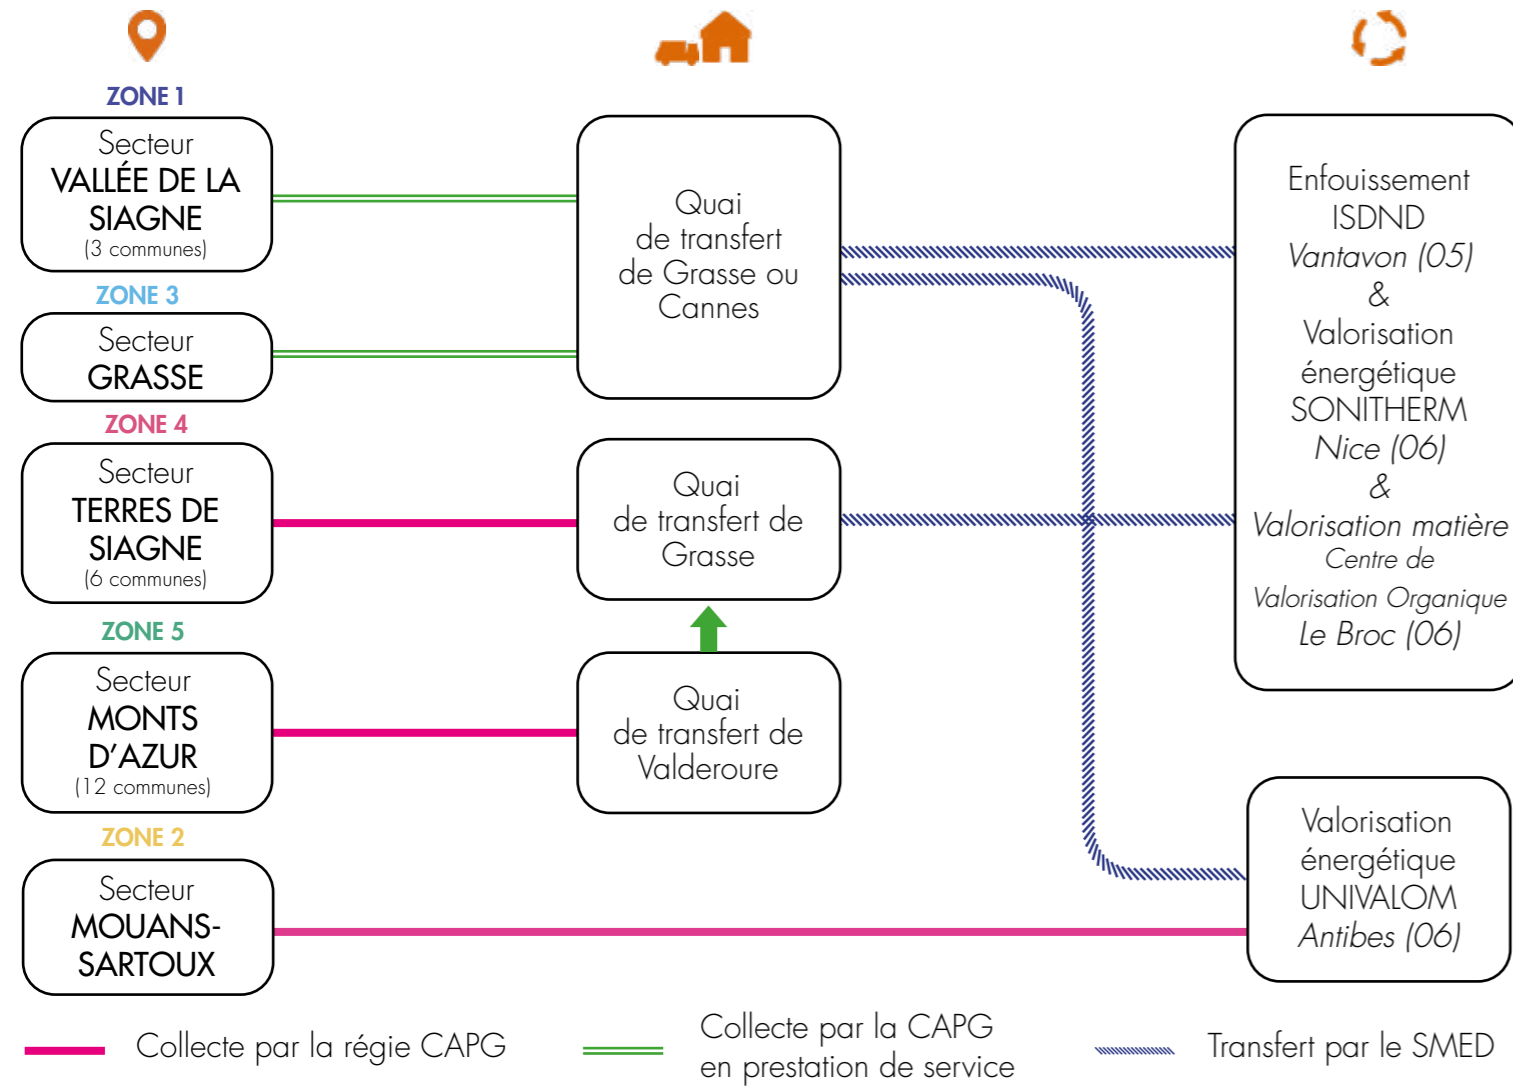 ZONE 1
Secteur
VALLÉE DE LA
SIAGNE
(3 communes)
ZONE 3
Secteur
GRASSE
ZONE 4
Secteur
TERRES DE
SIAGNE
(6 communes)
ZONE 5
Secteur
MONTS
D'AZUR
(12 communes)
ZONE 2
Secteur
MOUANS-
SARTOUX
Quai
de transfert
de Grasse ou
Cannes
Quai
de transfert de
Grasse
Quai
de transfert de
Valderoure
Enfouissement
ISDND
Vantavon (05)
&
Valorisation
énergétique
SONITHERM
Nice (06)
&
Valorisation matière
Centre de
Valorisation Organique
Le Broc (06)
Valorisation
énergétique
UNIVALOM
Antibes (06)
Collecte par la régie CAPG
Collecte par la CAPG
en prestation de service
Transfert par le SMED